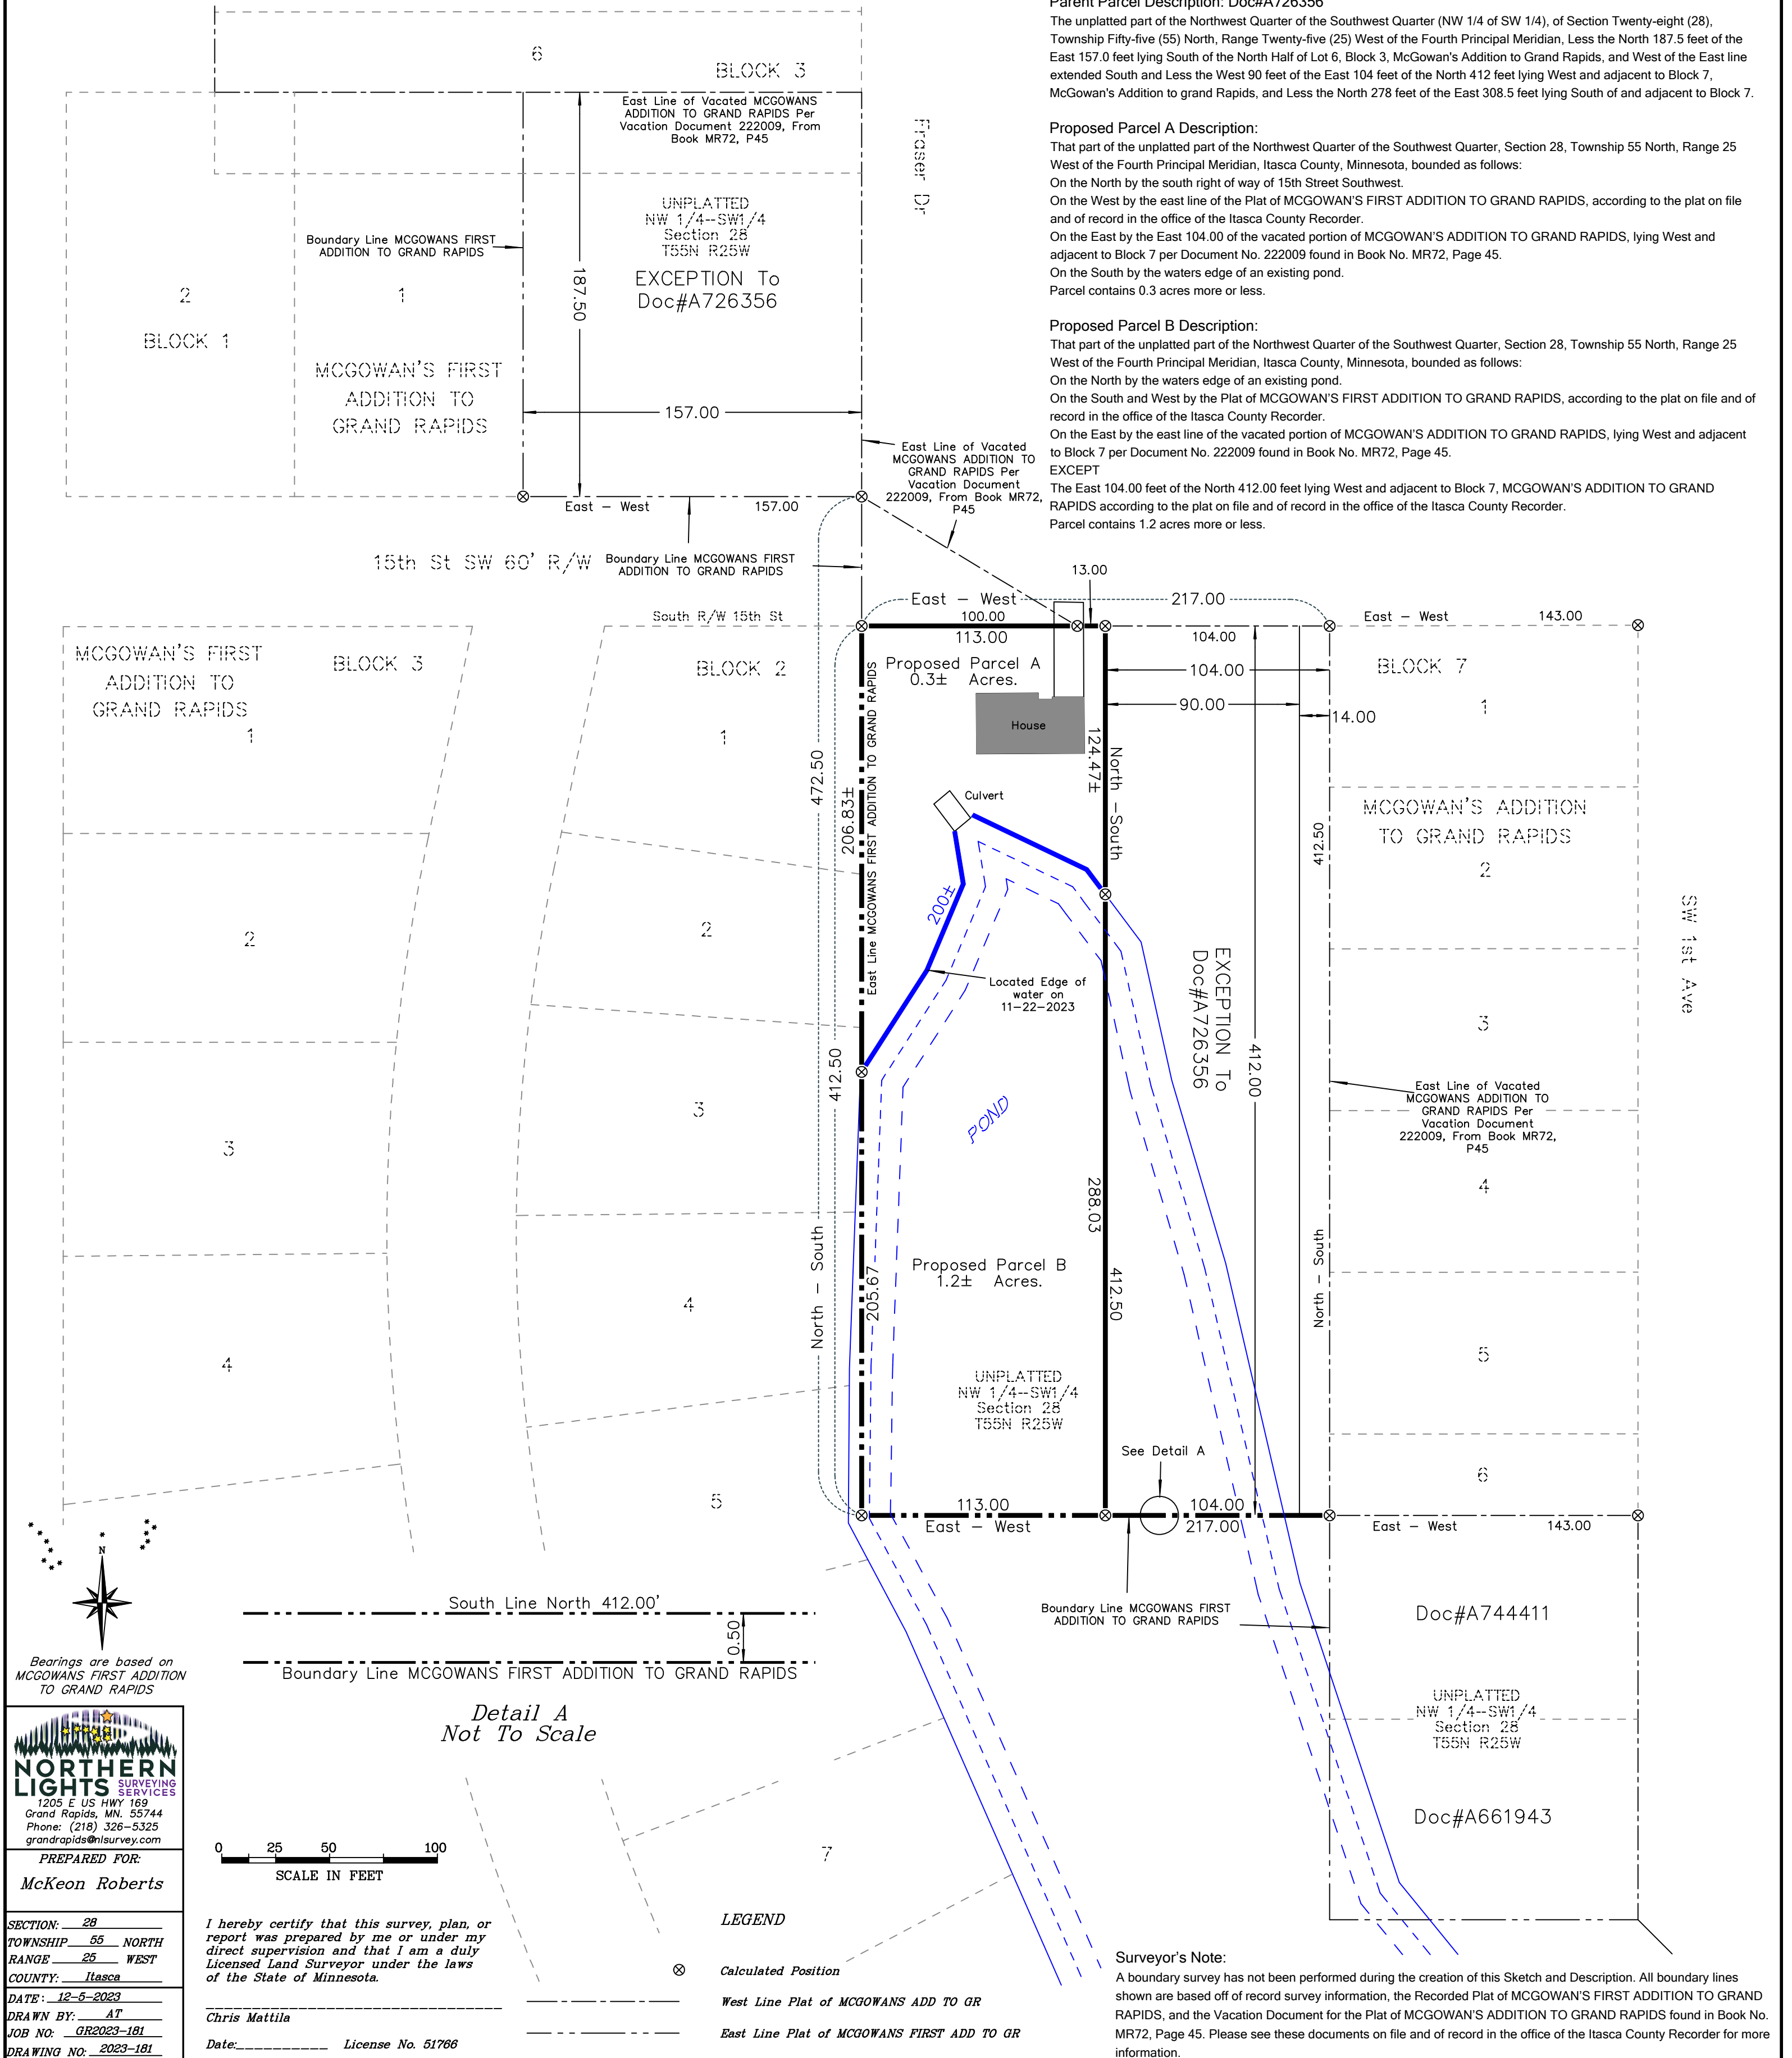 Parent Parcel Description: Doc#A726356
The unplatted part of the Northwest Quarter of the Southwest Quarter (NW 1/4 of SW 1/4), of Section Twenty-eight (28),
Township Fifty-five (55) North, Range Twenty-five (25) West of the Fourth Principal Meridian, Less the North 187.5 feet of the
East 157.0 feet lying South of the North Half of Lot 6, Block 3, McGowan's Addition to Grand Rapids, and West of the East line
extended South and Less the West 90 feet of the East 104 feet of the North 412 feet lying West and adjacent to Block 7,
McGowan's Addition to grand Rapids, and Less the North 278 feet of the East 308.5 feet lying South of and adjacent to Block 7.
Proposed Parcel A Description:
That part of the unplatted part of the Northwest Quarter of the Southwest Quarter, Section 28, Township 55 North, Range 25
West of the Fourth Principal Meridian, Itasca County, Minnesota, bounded as follows:
On the North by the south right of way of 15th Street Southwest.
On the West by the east line of the Plat of MCGOWAN'S FIRST ADDITION TO GRAND RAPIDS, according to the plat on file
and of record in the office of the Itasca County Recorder.
On the East by the East 104.00 of the vacated portion of MCGOWAN'S ADDITION TO GRAND RAPIDS, lying West and
adjacent to Block 7 per Document No. 222009 found in Book No. MR72, Page 45.
On the South by the waters edge of an existing pond.
Parcel contains 0.3 acres more or less.
Proposed Parcel B Description:
That part of the unplatted part of the Northwest Quarter of the Southwest Quarter, Section 28, Township 55 North, Range 25
West of the Fourth Principal Meridian, Itasca County, Minnesota, bounded as follows:
On the North by the waters edge of an existing pond.
On the South and West by the Plat of MCGOWAN'S FIRST ADDITION TO GRAND RAPIDS, according to the plat on file and of
record in the office of the Itasca County Recorder.
On the East by the east line of the vacated portion of MCGOWAN'S ADDITION TO GRAND RAPIDS, lying West and adjacent
to Block 7 per Document No. 222009 found in Book No. MR72, Page 45.
EXCEPT
The East 104.00 feet of the North 412.00 feet lying West and adjacent to Block 7, MCGOWAN'S ADDITION TO GRAND
RAPIDS according to the plat on file and of record in the office of the Itasca County Recorder.
Parcel contains 1.2 acres more or less.
6
BLOCK 3
East Line of Vacated MCGOWANS
ADDITION TO GRAND RAPIDS Per
Vacation Document 222009, From
Book MR72, P45
Fraser Dr
UNPLATTED
NW 1/4--SW1/4
Section 28
T55N R25W
EXCEPTION To
Doc#A726356
Boundary Line MCGOWANS FIRST
ADDITION TO GRAND RAPIDS
187.50
2
BLOCK 1
1
MCGOWAN'S FIRST
ADDITION TO
GRAND RAPIDS
157.00
East Line of Vacated
MCGOWANS ADDITION TO
GRAND RAPIDS Per
Vacation Document
222009, From Book MR72,
P45
East - West
157.00
15th St SW 60' R/W
Boundary Line MCGOWANS FIRST
ADDITION TO GRAND RAPIDS
13.00
East - West
217.00
South R/W 15th St
100.00
113.00
104.00
East - West
143.00
MCGOWAN'S FIRST
ADDITION TO
GRAND RAPIDS
BLOCK 3
BLOCK 2
Proposed Parcel A
0.3± Acres.
104.00
BLOCK 7
90.00
14.00
House
1
1
1
472.50
206.83±
East Line MCGOWANS FIRST ADDITION TO GRAND RAPIDS
124.47±
North -South
Culvert
412.50
MCGOWAN'S ADDITION
TO GRAND RAPIDS
2
2
2
200±
SW 1st Ave
Located Edge of
water on
11-22-2023
EXCEPTION To
Doc#A726356
3
412.50
412.00
East Line of Vacated
MCGOWANS ADDITION TO
GRAND RAPIDS Per
Vacation Document
222009, From Book MR72,
P45
3
3
POND
4
288.03
North - South
205.67
Proposed Parcel B
1.2± Acres.
412.50
North - South
4
4
5
UNPLATTED
NW 1/4--SW1/4
Section 28
T55N R25W
See Detail A
6
5
113.00
East - West
104.00
217.00
East - West
143.00
N
Bearings are based on
MCGOWANS FIRST ADDITION
TO GRAND RAPIDS
South Line North 412.00'
0.50
Boundary Line MCGOWANS FIRST ADDITION TO GRAND RAPIDS
Detail A
Not To Scale
Boundary Line MCGOWANS FIRST
ADDITION TO GRAND RAPIDS
Doc#A744411
UNPLATTED
NW 1/4--SW1/4
Section 28
T55N R25W
Doc#A661943
7
NORTHERN
LIGHTS SURVEYING
SERVICES
1205 E US HWY 169
Grand Rapids, MN. 55744
Phone: (218) 326-5325
grandrapids@nlsurvey.com
PREPARED FOR:
McKeon Roberts
SECTION: 28
TOWNSHIP 55 NORTH
RANGE 25 WEST
COUNTY: Itasca
DATE: 12-5-2023
DRAWN BY: AT
JOB NO: GR2023-181
DRAWING NO: 2023-181
0 25 50 100
SCALE IN FEET
I hereby certify that this survey, plan, or
report was prepared by me or under my
direct supervision and that I am a duly
Licensed Land Surveyor under the laws
of the State of Minnesota.
Chris Mattila
Date: License No. 51766
LEGEND
Calculated Position
West Line Plat of MCGOWANS ADD TO GR
East Line Plat of MCGOWANS FIRST ADD TO GR
Surveyor's Note:
A boundary survey has not been performed during the creation of this Sketch and Description. All boundary lines
shown are based off of record survey information, the Recorded Plat of MCGOWAN'S FIRST ADDITION TO GRAND
RAPIDS, and the Vacation Document for the Plat of MCGOWAN'S ADDITION TO GRAND RAPIDS found in Book No.
MR72, Page 45. Please see these documents on file and of record in the office of the Itasca County Recorder for more
information.